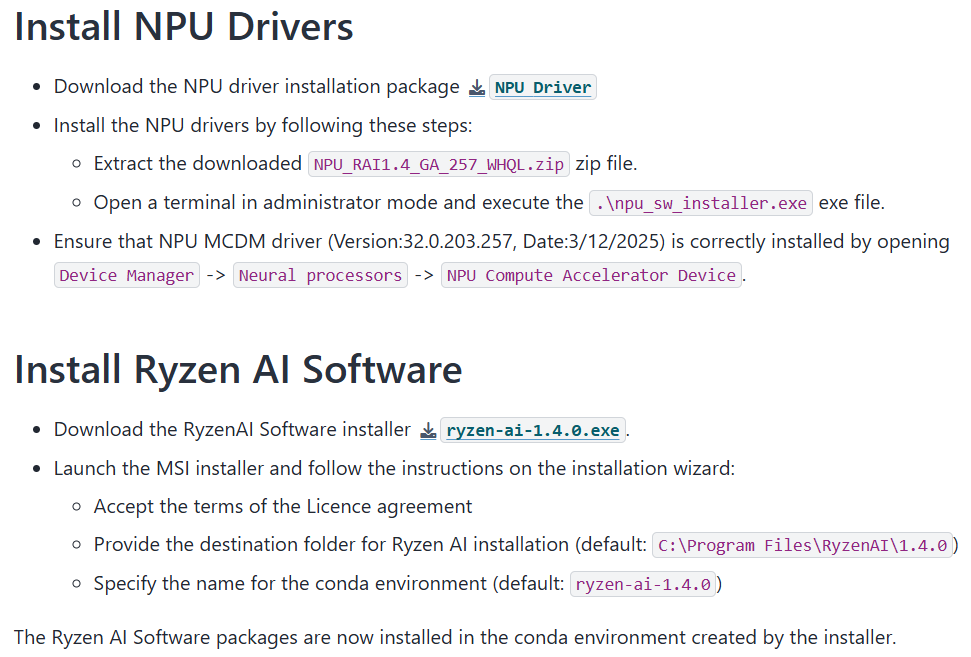 Install NPU Drivers
Download the NPU driver installation package NPU Driver
Install the NPU drivers by following these steps:
Extract the downloaded NPU_RAI1.4_GA_257_WHQL.zip zip file.
Open a terminal in administrator mode and execute the .\npu_sw_installer.exe exe file.
Ensure that NPU MCDM driver (Version:32.0.203.257, Date:3/12/2025) is correctly installed by opening
Device Manager -> Neural processors -> NPU Compute Accelerator Device.
Install Ryzen AI Software
Download the RyzenAI Software installer ryzen-ai-1.4.0.exe.
Launch the MSI installer and follow the instructions on the installation wizard:
Accept the terms of the Licence agreement
Provide the destination folder for Ryzen AI installation (default: C:\Program Files\RyzenAI\1.4.0)
Specify the name for the conda environment (default: ryzen-ai-1.4.0)
The Ryzen AI Software packages are now installed in the conda environment created by the installer.